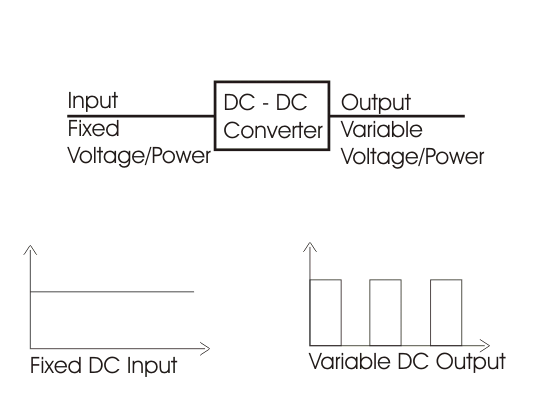 Input
Fixed
Voltage/Power
DC - DC
Converter
Output
Variable
Voltage/Power
Fixed DC Input
Variable DC Output